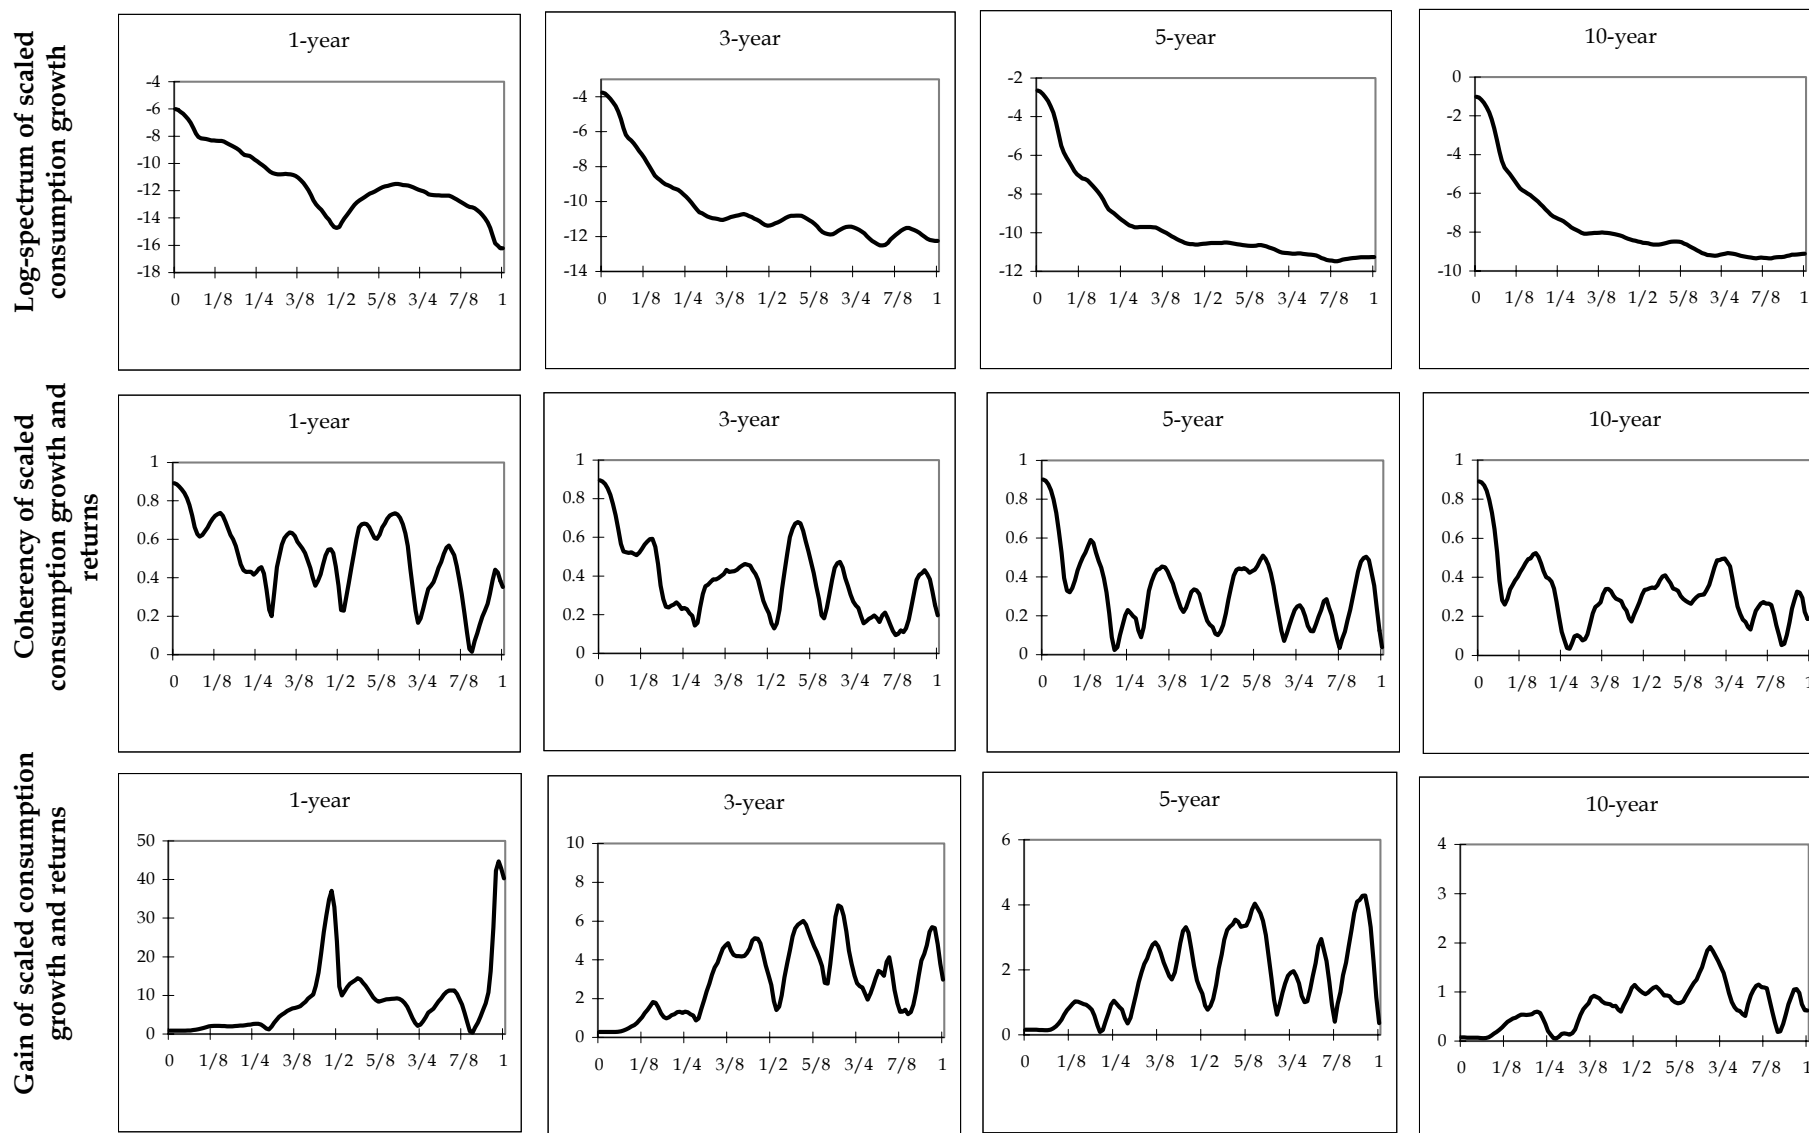 Log-spectrum of scaled
consumption growth
1-year
-4
-6
-8
-10
-12
-14
-16
-18
0 1/8 1/4 3/8 1/2 5/8 3/4 7/8 1
3-year
-4
-6
-8
-10
-12
-14
0 1/8 1/4 3/8 1/2 5/8 3/4 7/8 1
5-year
-2
-4
-6
-8
-10
-12
0 1/8 1/4 3/8 1/2 5/8 3/4 7/8 1
10-year
0
-2
-4
-6
-8
-10
0 1/8 1/4 3/8 1/2 5/8 3/4 7/8 1
Coherency of scaled
consumption growth and
returns
1-year
1
0.8
0.6
0.4
0.2
0
0 1/8 1/4 3/8 1/2 5/8 3/4 7/8 1
3-year
1
0.8
0.6
0.4
0.2
0
0 1/8 1/4 3/8 1/2 5/8 3/4 7/8 1
5-year
1
0.8
0.6
0.4
0.2
0
0 1/8 1/4 3/8 1/2 5/8 3/4 7/8 1
10-year
1
0.8
0.6
0.4
0.2
0
0 1/8 1/4 3/8 1/2 5/8 3/4 7/8 1
Gain of scaled consumption
growth and returns
1-year
50
40
30
20
10
0
0 1/8 1/4 3/8 1/2 5/8 3/4 7/8 1
3-year
10
8
6
4
2
0
0 1/8 1/4 3/8 1/2 5/8 3/4 7/8 1
5-year
6
4
2
0
0 1/8 1/4 3/8 1/2 5/8 3/4 7/8 1
10-year
4
3
2
1
0
0 1/8 1/4 3/8 1/2 5/8 3/4 7/8 1